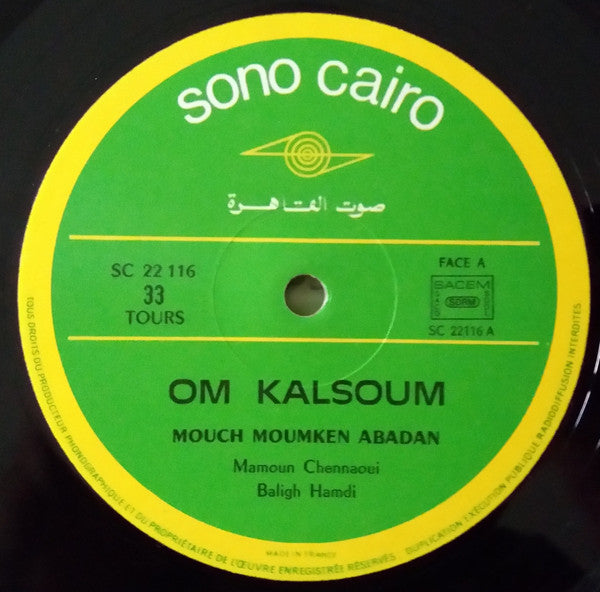 sono cairo
صوت القاهرة
SC 22 116
33
TOURS
FACE A
SACEM
SDRM
SC 22116 A
OM KALSOUM
MOUCH MOUMKEN ABADAN
Mamoun Chennaoui
Baligh Hamdi
MADE IN FRANCE
TOUS DROITS DU PRODUCTEUR PHONOGRAPHIQUE ET DU PROPRIÉTAIRE DE L'ŒUVRE ENREGISTRÉE RÉSERVÉS
DUPLICATION EXÉCUTION PUBLIQUE RADIODIFFUSION INTERDITES